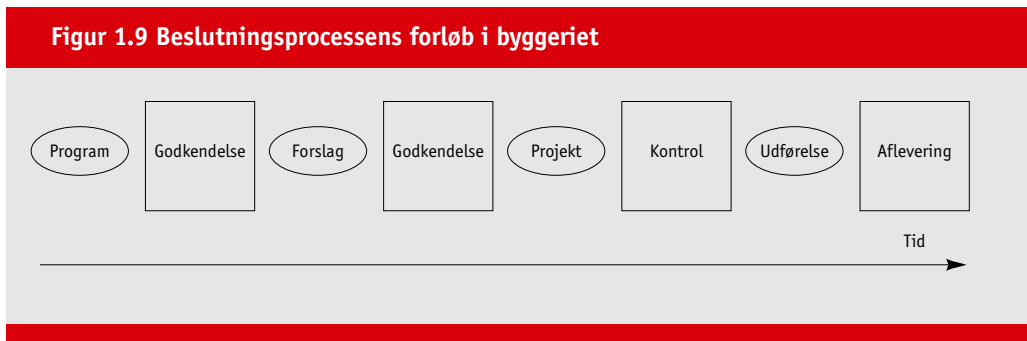 Figur 1.9 Beslutningsprocessens forløb i byggeriet
Program Godkendelse Forslag Godkendelse Projekt Kontrol Udførelse Aflevering
Tid